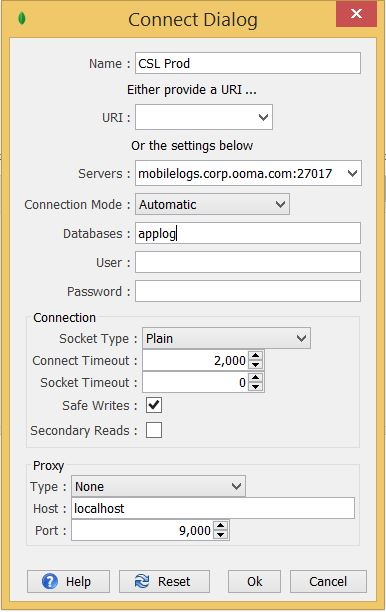 Connect Dialog
Name : CSL Prod
Either provide a URI ...
URI :
Or the settings below
Servers : mobilelogs.corp.ooma.com:27017
Connection Mode : Automatic
Databases : applog
User :
Password :
Connection
Socket Type : Plain
Connect Timeout : 2,000
Socket Timeout : 0
Safe Writes :
Secondary Reads :
Proxy
Type : None
Host : localhost
Port : 9,000
Help Reset Ok Cancel